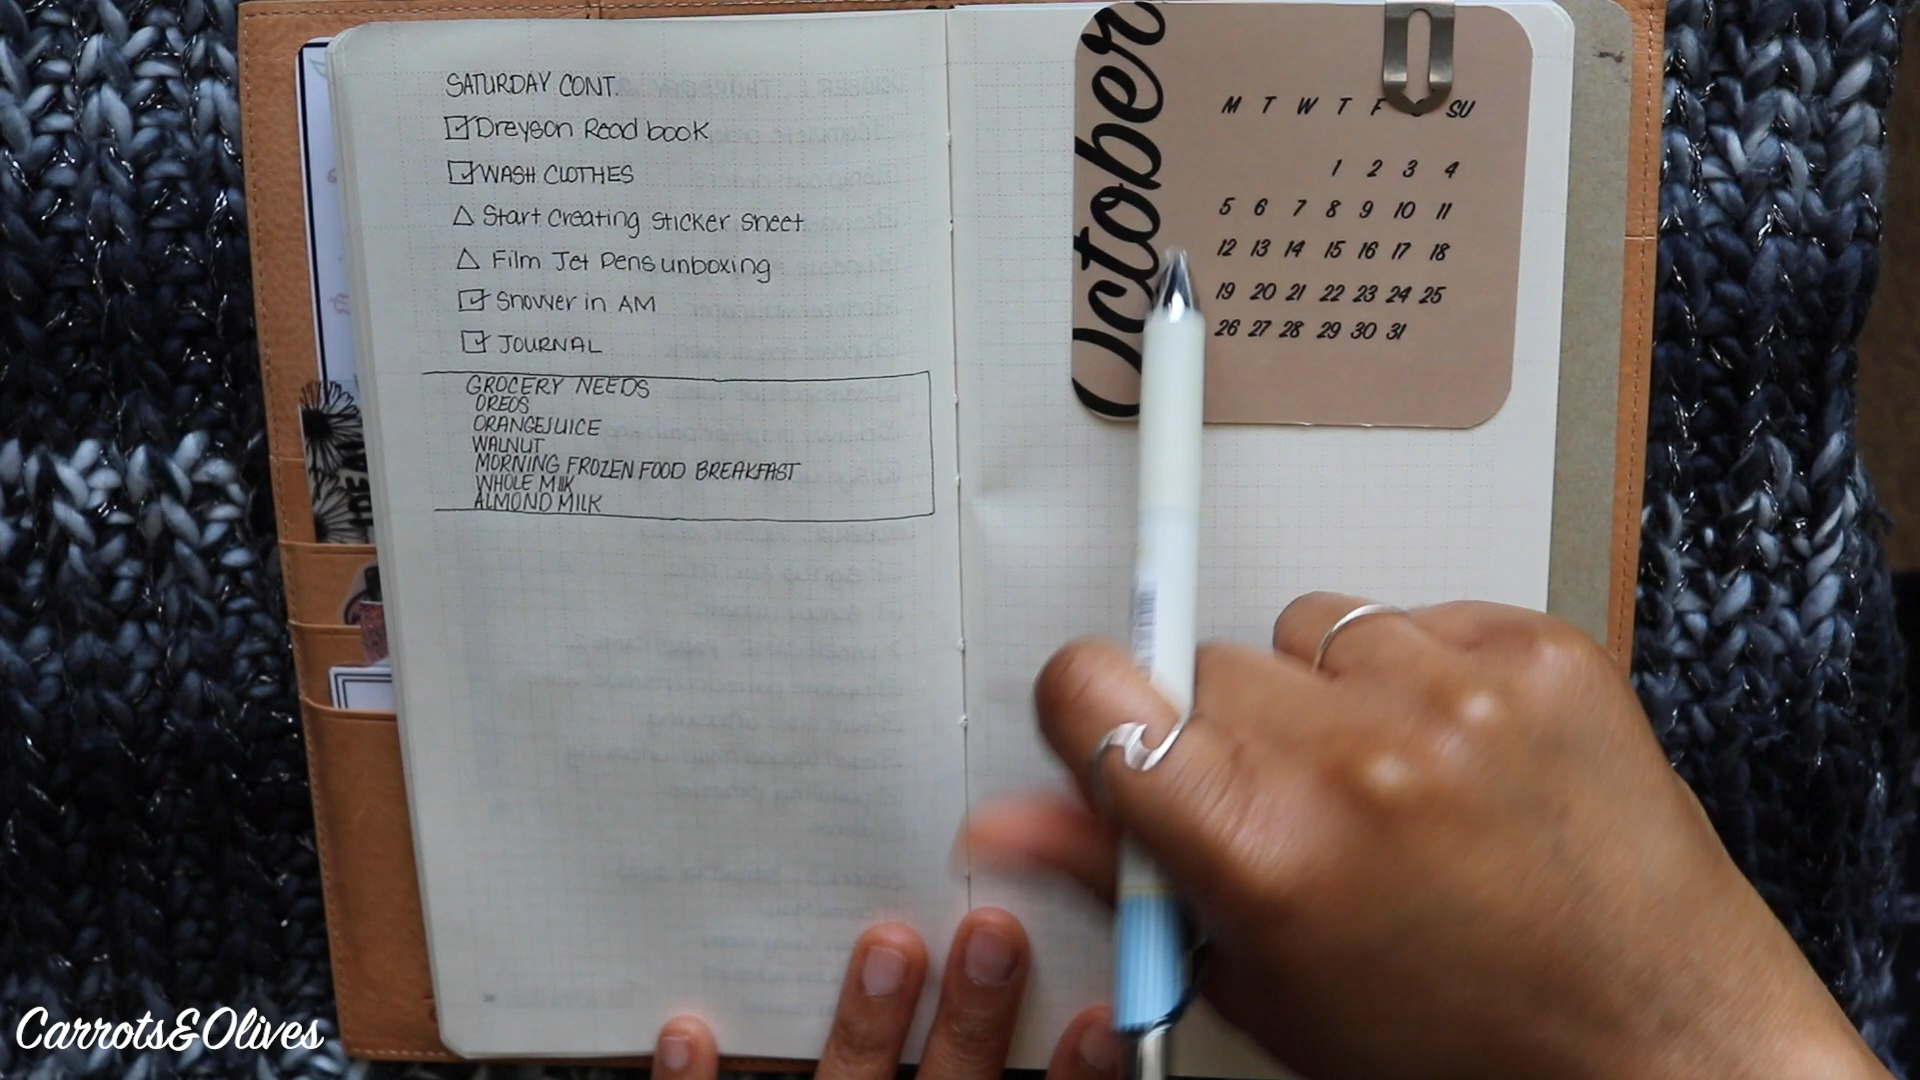 SATURDAY CONT.
Dreyson Read book
WASH CLOTHES
Start Creating Sticker Sheet
Film Jet Pens unboxing
Shower in AM
JOURNAL
GROCERY NEEDS
OREOS
ORANGE JUICE
WALNUT
MORNING FROZEN FOOD BREAKFAST
WHOLE MILK
ALMOND MILK
October
M T W T F SU
1 2 3 4
5 6 7 8 9 10 11
12 13 14 15 16 17 18
19 20 21 22 23 24 25
26 27 28 29 30 31
Carrots&Olives